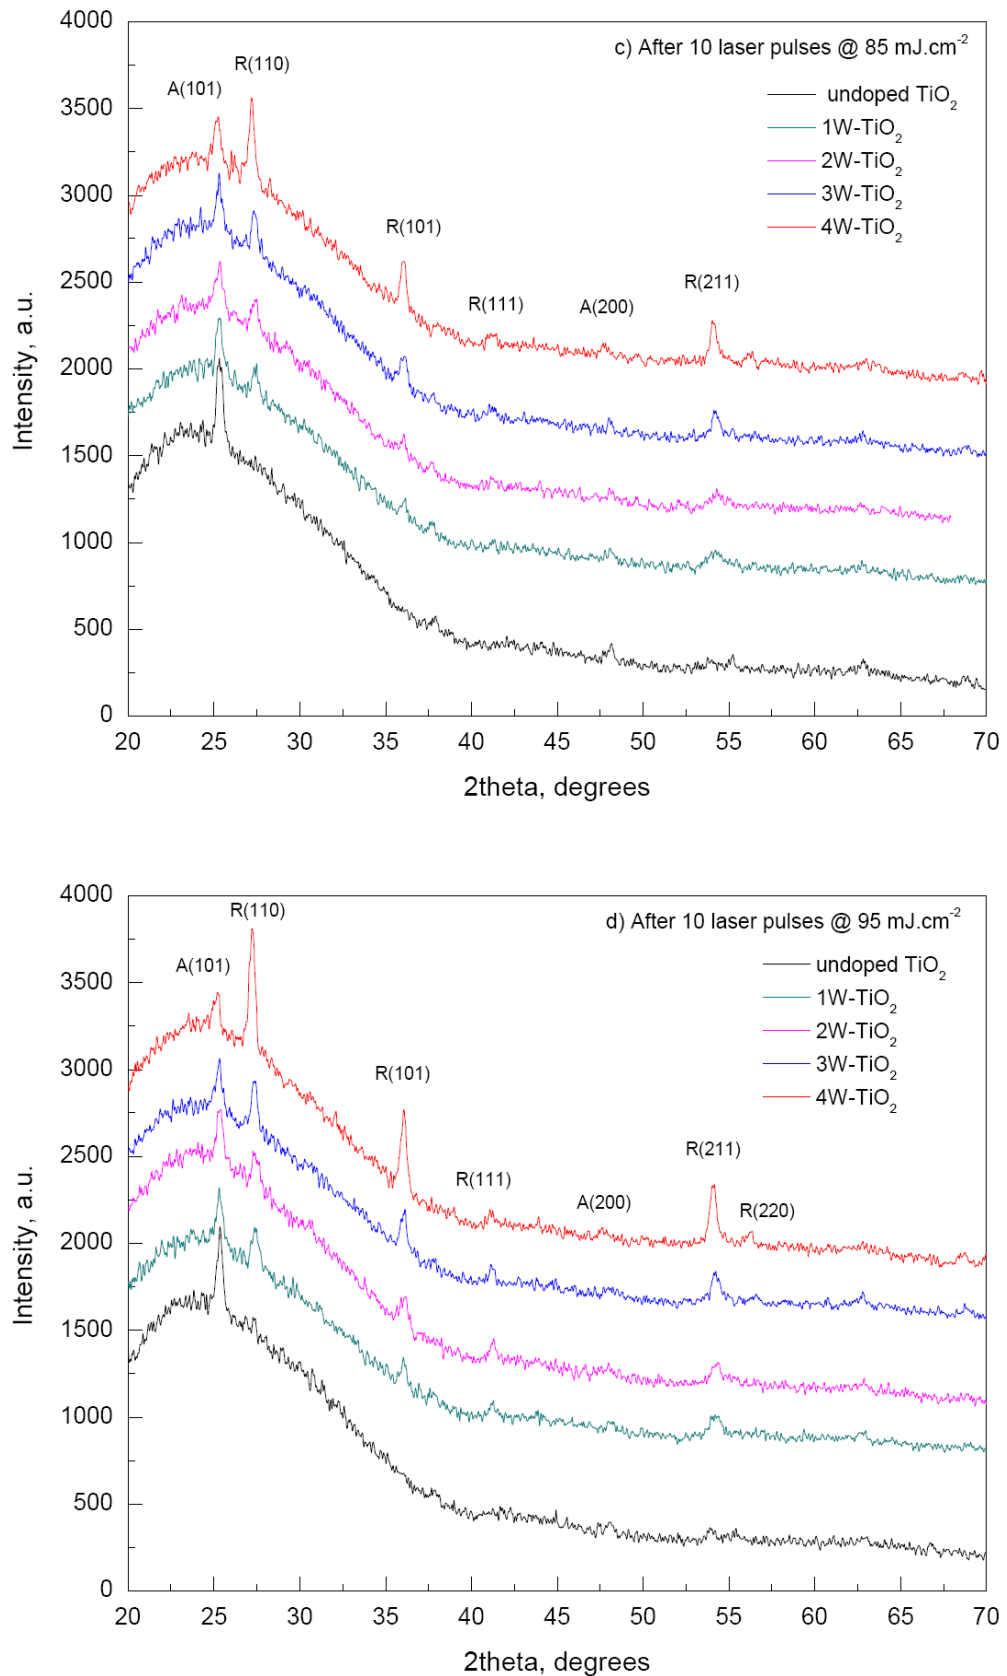 c) After 10 laser pulses @ 85 mJ.cm-2
R(110)
A(101)
undoped TiO2
1W-TiO2
2W-TiO2
3W-TiO2
4W-TiO2
R(101)
R(111)
A(200)
R(211)
4000
3500
3000
2500
2000
1500
1000
500
0
Intensity, a.u.
20 25 30 35 40 45 50 55 60 65 70
2theta, degrees
d) After 10 laser pulses @ 95 mJ.cm-2
R(110)
A(101)
undoped TiO2
1W-TiO2
2W-TiO2
3W-TiO2
4W-TiO2
R(101)
R(111)
A(200)
R(211)
R(220)
4000
3500
3000
2500
2000
1500
1000
500
0
Intensity, a.u.
20 25 30 35 40 45 50 55 60 65 70
2theta, degrees